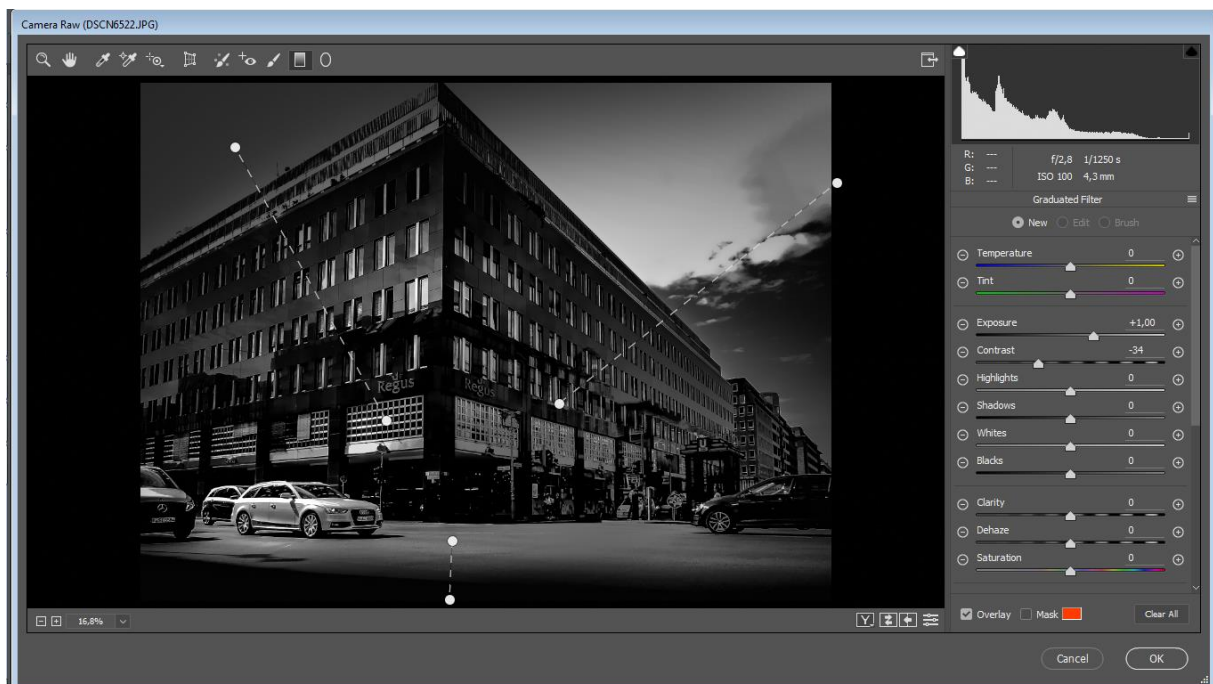 Camera Raw (DSCN6522.JPG)
R: ---
G: ---
B: ---
f/2,8 1/1250 s
ISO 100 4,3 mm
Graduated Filter
New Edit Brush
Temperature 0
Tint 0
Exposure +1,00
Contrast -34
Highlights 0
Shadows 0
Whites 0
Blacks 0
Clarity 0
Dehaze 0
Saturation 0
Regus
Regus
U
16,8%
Y
Overlay Mask Clear All
Cancel OK